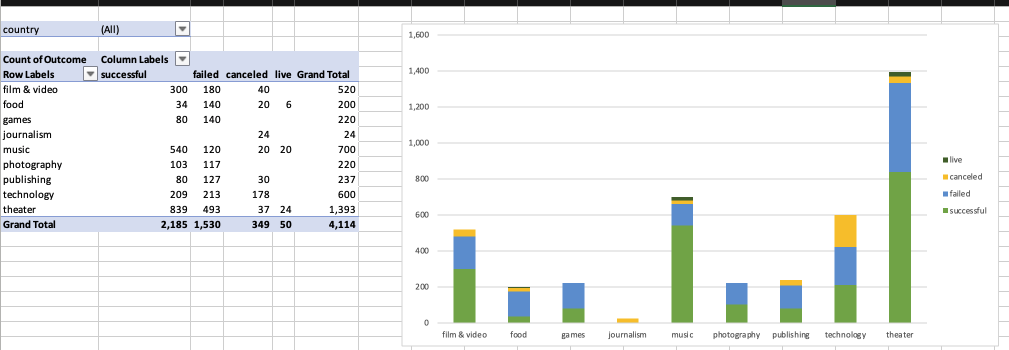 country (All)
Count of Outcome Column Labels
Row Labels successful failed canceled live Grand Total
film & video 300 180 40 520
food 34 140 20 6 200
games 80 140 220
journalism 24 24
music 540 120 20 20 700
photography 103 117 220
publishing 80 127 30 237
technology 209 213 178 600
theater 839 493 37 24 1,393
Grand Total 2,185 1,530 349 50 4,114
1,600
1,400
1,200
1,000
800
600
400
200
0
film & video food games journalism music photography publishing technology theater
live
canceled
failed
successful